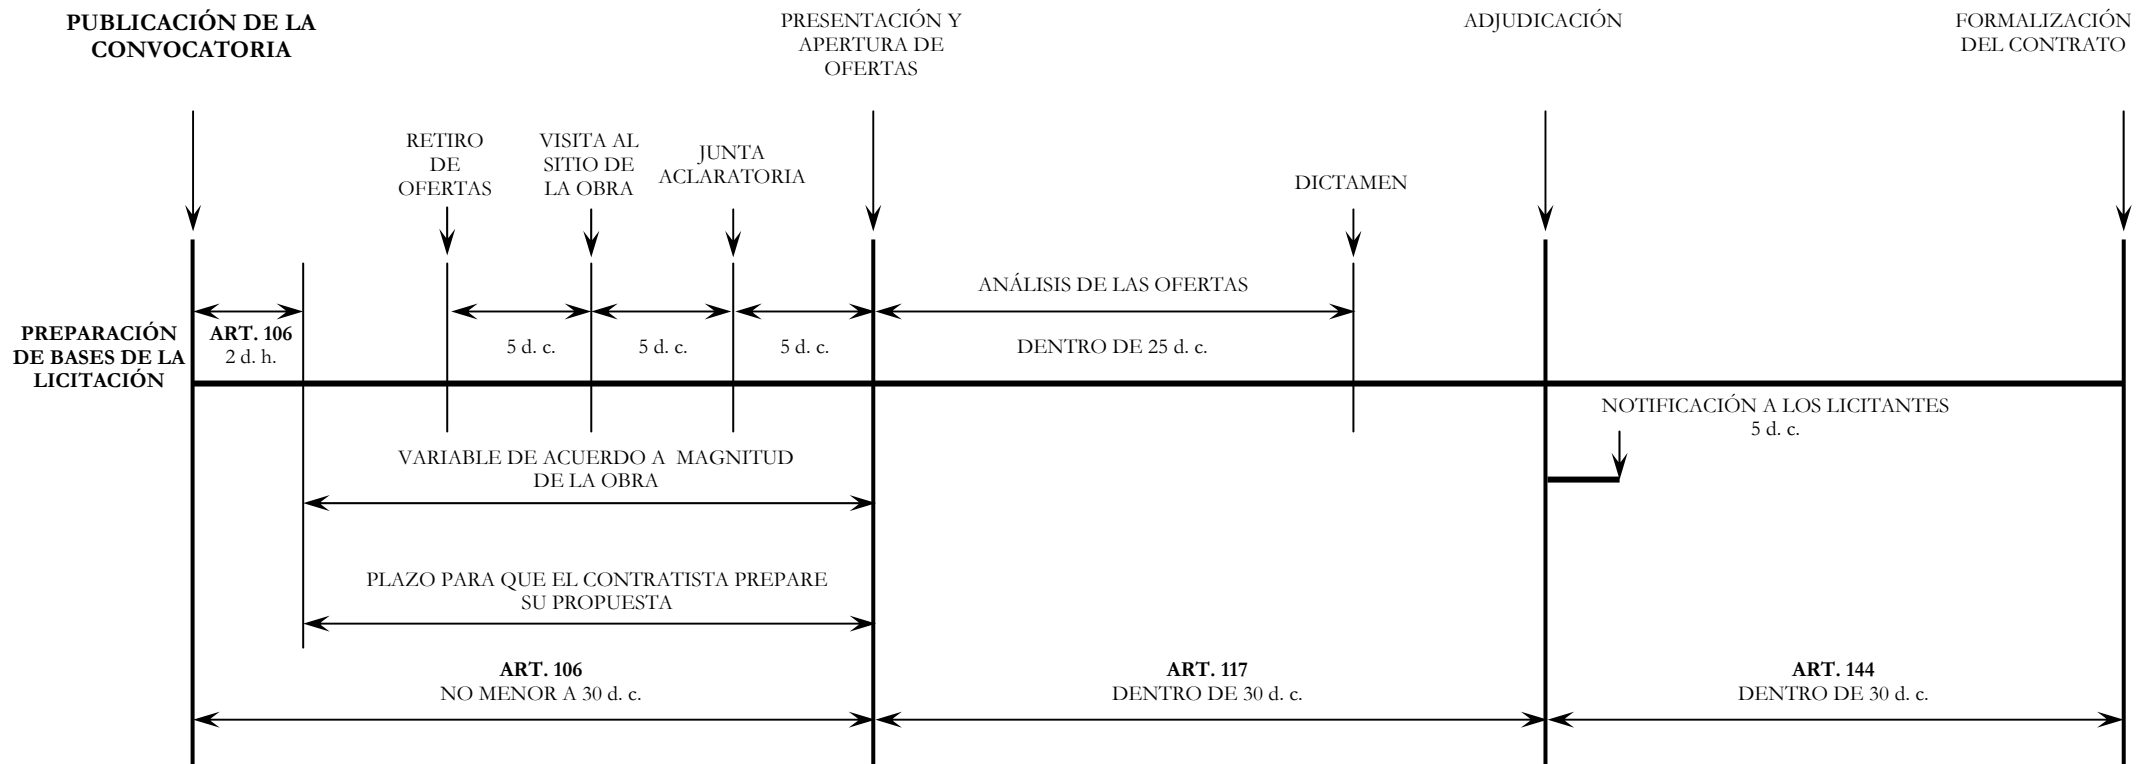 PUBLICACIÓN DE LA
CONVOCATORIA
PRESENTACIÓN Y
APERTURA DE
OFERTAS
ADJUDICACIÓN
FORMALIZACIÓN
DEL CONTRATO
RETIRO
DE
OFERTAS
VISITA AL
SITIO DE
LA OBRA
JUNTA
ACLARATORIA
DICTAMEN
PREPARACIÓN
DE BASES DE LA
LICITACIÓN
ART. 106
2 d. h.
5 d. c.
5 d. c.
5 d. c.
ANÁLISIS DE LAS OFERTAS
DENTRO DE 25 d. c.
NOTIFICACIÓN A LOS LICITANTES
5 d. c.
VARIABLE DE ACUERDO A MAGNITUD
DE LA OBRA
PLAZO PARA QUE EL CONTRATISTA PREPARE
SU PROPUESTA
ART. 106
NO MENOR A 30 d. c.
ART. 117
DENTRO DE 30 d. c.
ART. 144
DENTRO DE 30 d. c.